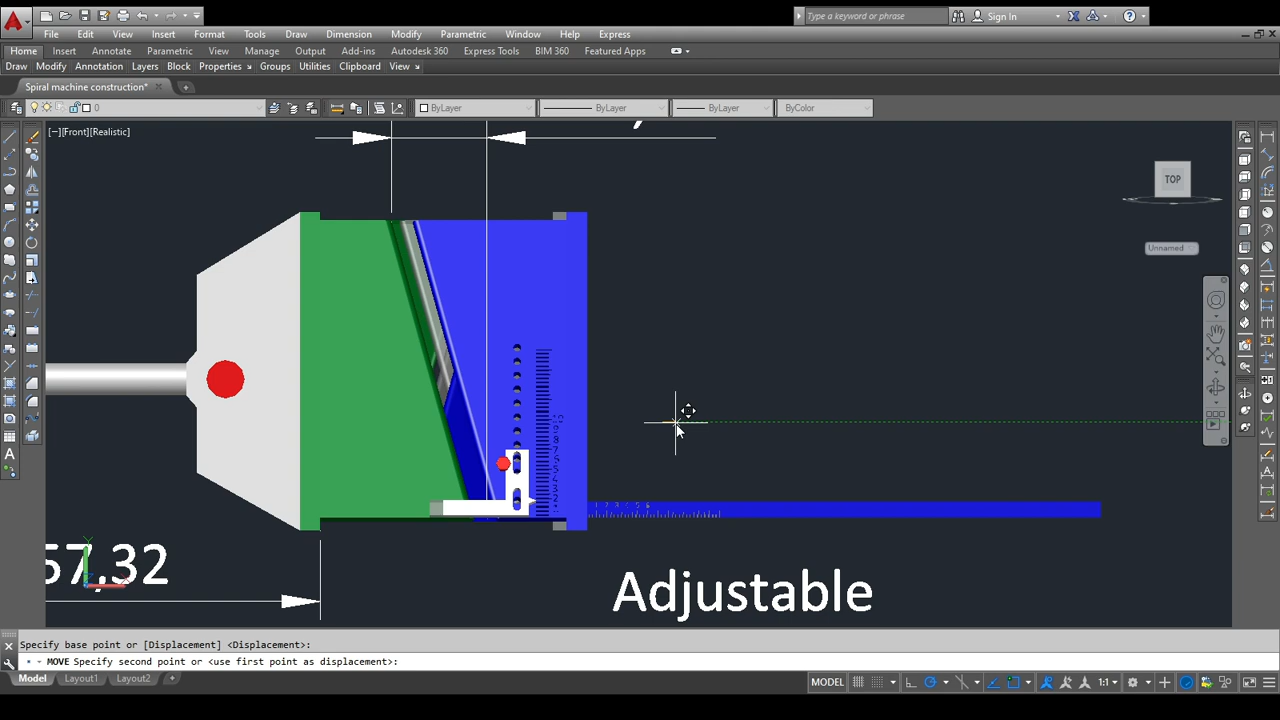 Type a keyword or phrase
Sign In
File Edit View Insert Format Tools Draw Dimension Modify Parametric Window Help Express
Home Insert Annotate Parametric View Manage Output Add-ins Autodesk 360 Express Tools BIM 360 Featured Apps
Draw Modify Annotation Layers Block Properties Groups Utilities Clipboard View
Spiral machine construction*
0
ByLayer
ByLayer
ByLayer
ByColor
[−][Front][Realistic]
TOP
Unnamed
57,32
Adjustable
Specify base point or [Displacement] <Displacement>:
MOVE Specify second point or <use first point as displacement>:
Model Layout1 Layout2 +
MODEL
1:1